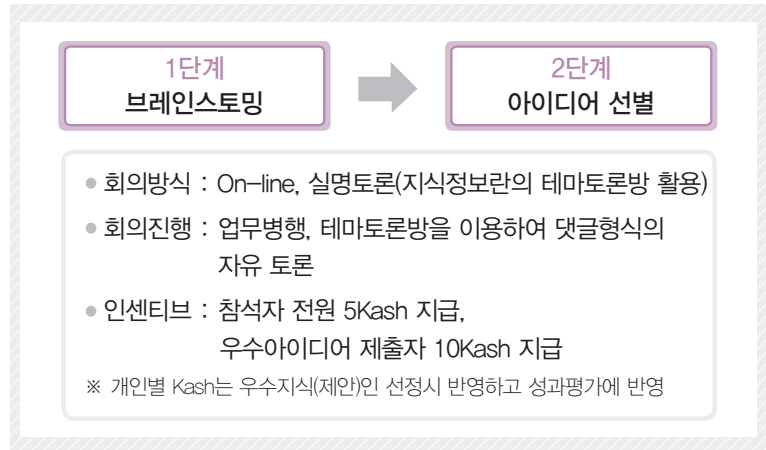 1단계
브레인스토밍
2단계
아이디어 선별
● 회의방식 : On-line, 실명토론(지식정보란의 테마토론방 활용)
● 회의진행 : 업무병행, 테마토론방을 이용하여 댓글형식의
자유 토론
● 인센티브 : 참석자 전원 5Kash 지급,
우수아이디어 제출자 10Kash 지급
※ 개인별 Kash는 우수지식(제안)인 선정시 반영하고 성과평가에 반영